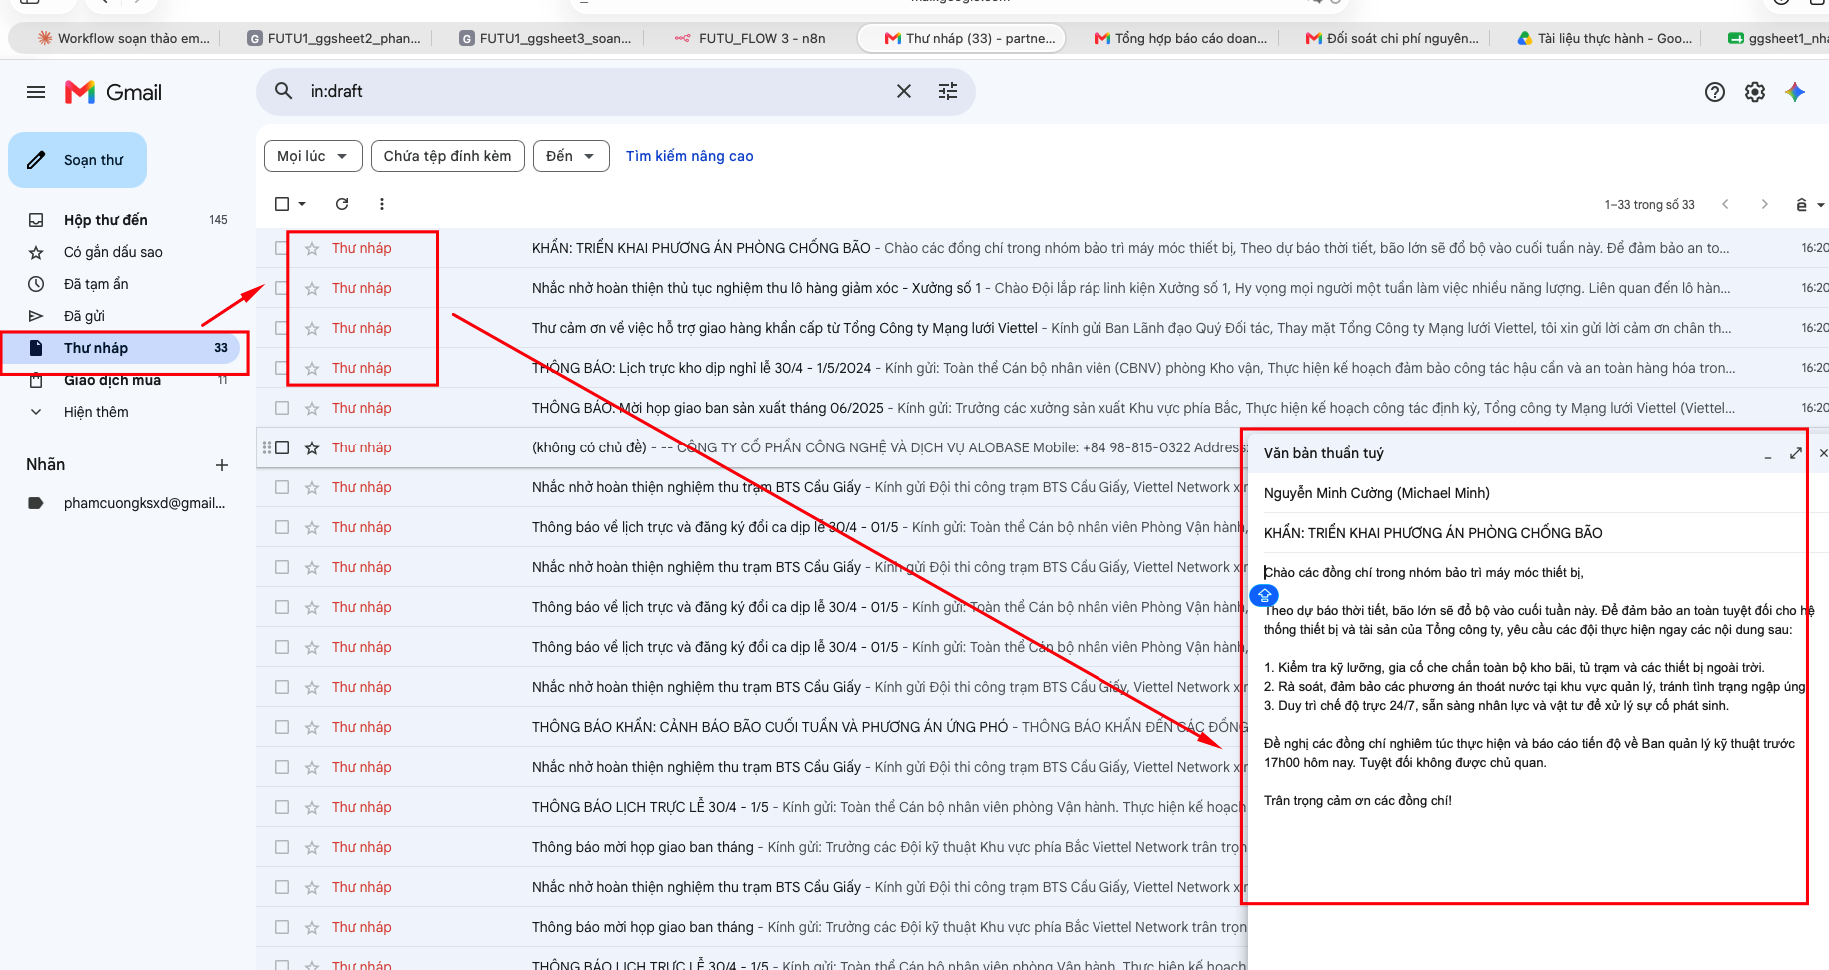 Workflow soạn thảo em...
FUTU1_ggsheet2_phan...
FUTU1_ggsheet3_soan...
FUTU_FLOW 3 - n8n
Thư nháp (33) - partne...
Tổng hợp báo cáo doan...
Đối soát chi phí nguyên...
Tài liệu thực hành - Goo...
ggsheet1_nha
Gmail
in:draft
Soạn thư
Mọi lúc
Chứa tệp đính kèm
Đến
Tìm kiếm nâng cao
1–33 trong số 33
Hộp thư đến 145
Có gắn dấu sao
Đã tạm ẩn
Đã gửi
Thư nháp 33
Giao dịch mua 11
Hiện thêm
Nhãn
phamcuongksxd@gmail...
Thư nháp KHẨN: TRIỂN KHAI PHƯƠNG ÁN PHÒNG CHỐNG BÃO - Chào các đồng chí trong nhóm bảo trì máy móc thiết bị, Theo dự báo thời tiết, bão lớn sẽ đổ bộ vào cuối tuần này. Để đảm bảo an to... 16:20
Thư nháp Nhắc nhở hoàn thiện thủ tục nghiệm thu lô hàng giảm xóc - Xưởng số 1 - Chào Đội lắp ráp linh kiện Xưởng số 1, Hy vọng mọi người một tuần làm việc nhiều năng lượng. Liên quan đến lô hàn... 16:20
Thư nháp Thư cảm ơn về việc hỗ trợ giao hàng khẩn cấp từ Tổng Công ty Mạng lưới Viettel - Kính gửi Ban Lãnh đạo Quý Đối tác, Thay mặt Tổng Công ty Mạng lưới Viettel, tôi xin gửi lời cảm ơn chân th... 16:20
Thư nháp THÔNG BÁO: Lịch trực kho dịp nghỉ lễ 30/4 - 1/5/2024 - Kính gửi: Toàn thể Cán bộ nhân viên (CBNV) phòng Kho vận, Thực hiện kế hoạch đảm bảo công tác hậu cần và an toàn hàng hóa tron... 16:20
Thư nháp THÔNG BÁO: Mời họp giao ban sản xuất tháng 06/2025 - Kính gửi: Trưởng các xưởng sản xuất Khu vực phía Bắc, Thực hiện kế hoạch công tác định kỳ, Tổng công ty Mạng lưới Viettel (Viettel... 16:20
Thư nháp (không có chủ đề) - -- CÔNG TY CỔ PHẦN CÔNG NGHỆ VÀ DỊCH VỤ ALOBASE Mobile: +84 98-815-0322 Address:
Thư nháp Nhắc nhở hoàn thiện nghiệm thu trạm BTS Cầu Giấy - Kính gửi Đội thi công trạm BTS Cầu Giấy, Viettel Network xin
Thư nháp Thông báo về lịch trực và đăng ký đổi ca dịp lễ 30/4 - 01/5 - Kính gửi: Toàn thể Cán bộ nhân viên Phòng Vận hành,
Thư nháp Nhắc nhở hoàn thiện nghiệm thu trạm BTS Cầu Giấy - Kính gửi Đội thi công trạm BTS Cầu Giấy, Viettel Network xin
Thư nháp Thông báo về lịch trực và đăng ký đổi ca dịp lễ 30/4 - 01/5 - Kính gửi: Toàn thể Cán bộ nhân viên Phòng Vận hành,
Thư nháp Thông báo về lịch trực và đăng ký đổi ca dịp lễ 30/4 - 01/5 - Kính gửi: Toàn thể Cán bộ nhân viên Phòng Vận hành,
Thư nháp Nhắc nhở hoàn thiện nghiệm thu trạm BTS Cầu Giấy - Kính gửi Đội thi công trạm BTS Cầu Giấy, Viettel Network xin
Thư nháp THÔNG BÁO KHẨN: CẢNH BÁO BÃO CUỐI TUẦN VÀ PHƯƠNG ÁN ỨNG PHÓ - THÔNG BÁO KHẨN ĐẾN CÁC ĐỒNG
Thư nháp Nhắc nhở hoàn thiện nghiệm thu trạm BTS Cầu Giấy - Kính gửi Đội thi công trạm BTS Cầu Giấy, Viettel Network xin
Thư nháp THÔNG BÁO LỊCH TRỰC LỄ 30/4 - 1/5 - Kính gửi: Toàn thể Cán bộ nhân viên phòng Vận hành. Thực hiện kế hoạch
Thư nháp Thông báo mời họp giao ban tháng - Kính gửi: Trưởng các Đội kỹ thuật Khu vực phía Bắc Viettel Network trân trọn
Thư nháp Nhắc nhở hoàn thiện nghiệm thu trạm BTS Cầu Giấy - Kính gửi Đội thi công trạm BTS Cầu Giấy, Viettel Network xin
Thư nháp Thông báo mời họp giao ban tháng - Kính gửi: Trưởng các Đội kỹ thuật Khu vực phía Bắc Viettel Network trân trọn
Thư nháp THÔNG BÁO LỊCH TRỰC LỄ 30/4 - 1/5 - Kính gửi: Toàn thể Cán bộ nhân viên phòng Vận hành. Thực hiện kế hoạch
Văn bản thuần tuý
Nguyễn Minh Cường (Michael Minh)
KHẨN: TRIỂN KHAI PHƯƠNG ÁN PHÒNG CHỐNG BÃO
Chào các đồng chí trong nhóm bảo trì máy móc thiết bị,
Theo dự báo thời tiết, bão lớn sẽ đổ bộ vào cuối tuần này. Để đảm bảo an toàn tuyệt đối cho hệ
thống thiết bị và tài sản của Tổng công ty, yêu cầu các đội thực hiện ngay các nội dung sau:
1. Kiểm tra kỹ lưỡng, gia cố che chắn toàn bộ kho bãi, tủ trạm và các thiết bị ngoài trời.
2. Rà soát, đảm bảo các phương án thoát nước tại khu vực quản lý, tránh tình trạng ngập úng
3. Duy trì chế độ trực 24/7, sẵn sàng nhân lực và vật tư để xử lý sự cố phát sinh.
Đề nghị các đồng chí nghiêm túc thực hiện và báo cáo tiến độ về Ban quản lý kỹ thuật trước
17h00 hôm nay. Tuyệt đối không được chủ quan.
Trân trọng cảm ơn các đồng chí!